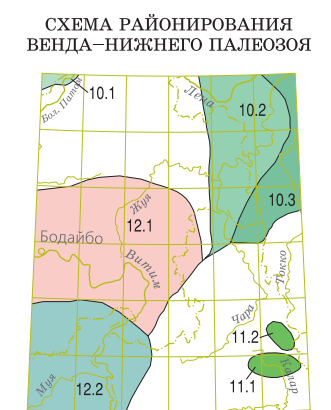 СХЕМА РАЙОНИРОВАНИЯ
ВЕНДА–НИЖНЕГО ПАЛЕОЗОЯ
10.1
Бол. Патом
Лена
10.2
10.3
Жуя
12.1
Бодайбо
Витим
Токко
Чара
11.2
11.1
Калар
Муя
12.2